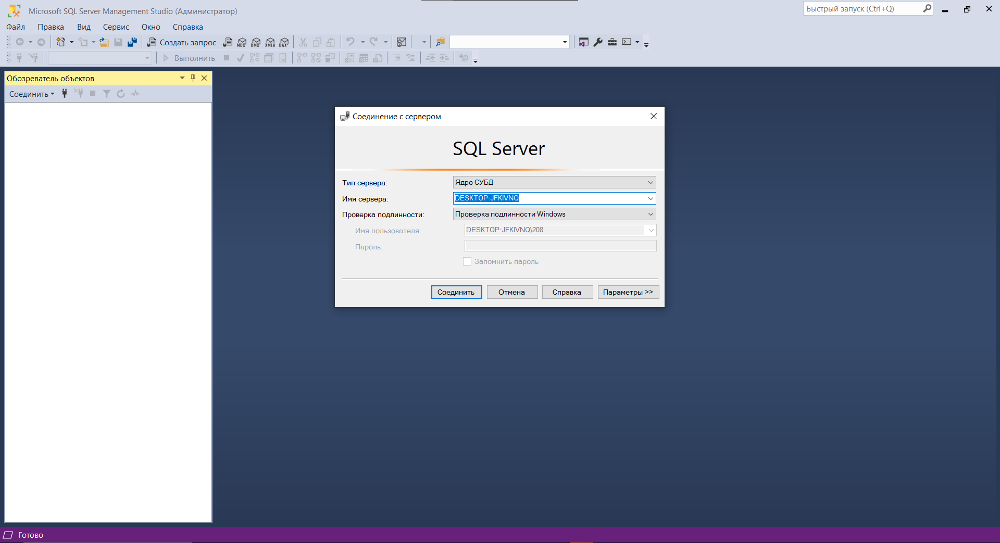 Microsoft SQL Server Management Studio (Администратор)
Быстрый запуск (Ctrl+Q)
Файл Правка Вид Сервис Окно Справка
Создать запрос MDX DMX XMLA DAX
Выполнить
Обозреватель объектов
Соединить
Соединение с сервером
SQL Server
Тип сервера: Ядро СУБД
Имя сервера: DESKTOP-JFKIVNQ
Проверка подлинности: Проверка подлинности Windows
Имя пользователя: DESKTOP-JFKIVNQ\208
Пароль:
Запомнить пароль
Соединить Отмена Справка Параметры >>
Готово